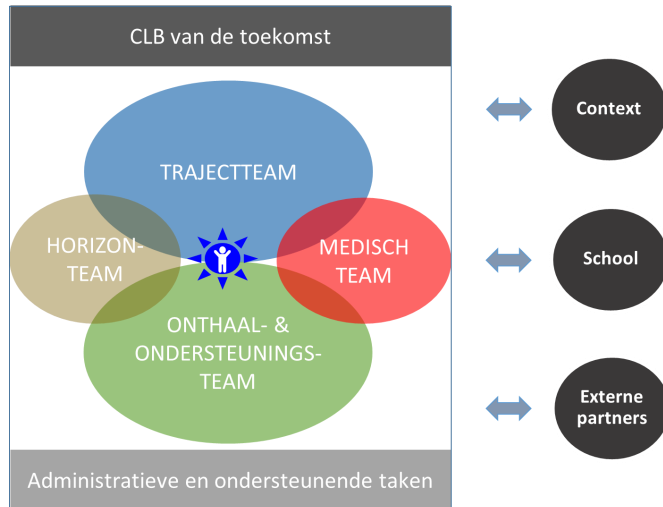 CLB van de toekomst
TRAJECTTEAM
HORIZON-
TEAM
MEDISCH
TEAM
ONTHAAL- &
ONDERSTEUNINGS-
TEAM
Administratieve en ondersteunende taken
Context
School
Externe
partners